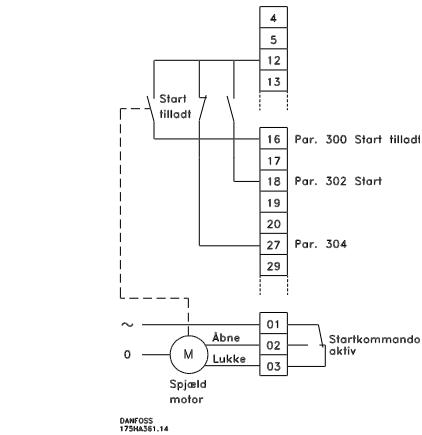 4
5
12
13
Start
tilladt
16 Par. 300 Start tilladt
17
18 Par. 302 Start
19
20
27 Par. 304
29
~ 01
Åbne 02 Startkommando
aktiv
0 M
Lukke 03
Spjæld
motor
DANFOSS
175HA361.14